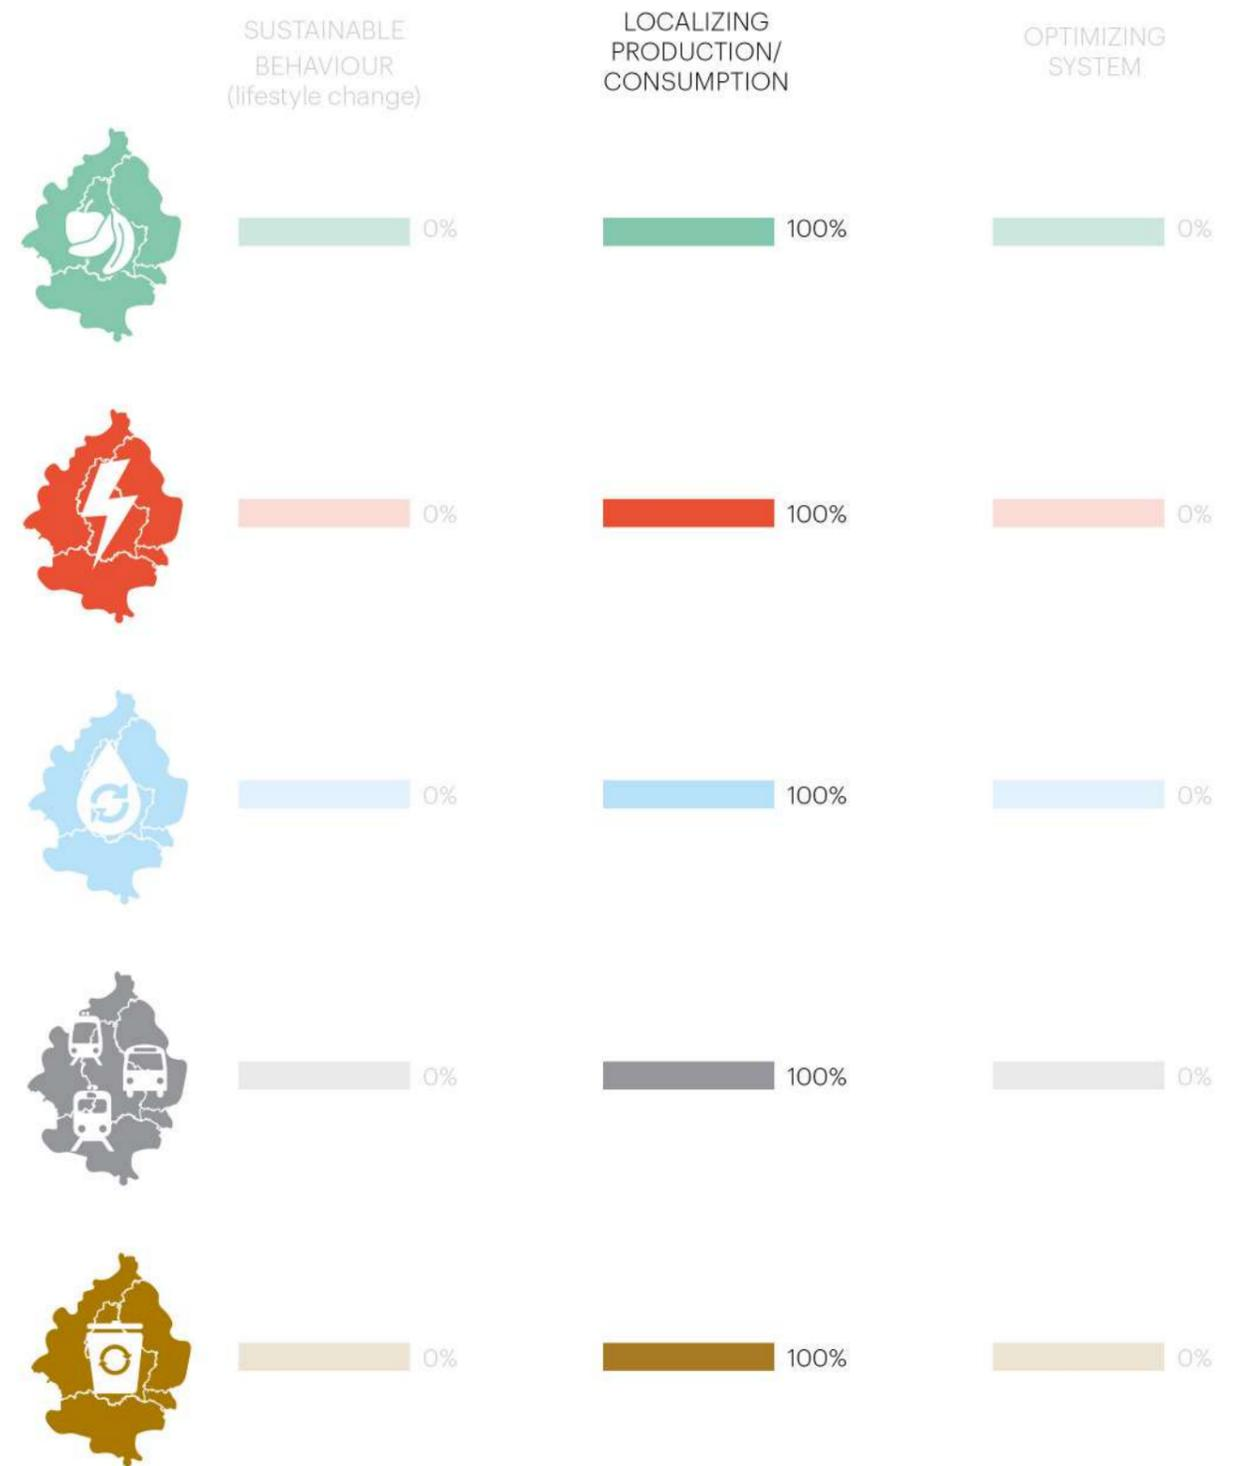 SUSTAINABLE
BEHAVIOUR
(lifestyle change)
LOCALIZING
PRODUCTION/
CONSUMPTION
OPTIMIZING
SYSTEM
0%
100%
0%
0%
100%
0%
0%
100%
0%
0%
100%
0%
0%
100%
0%